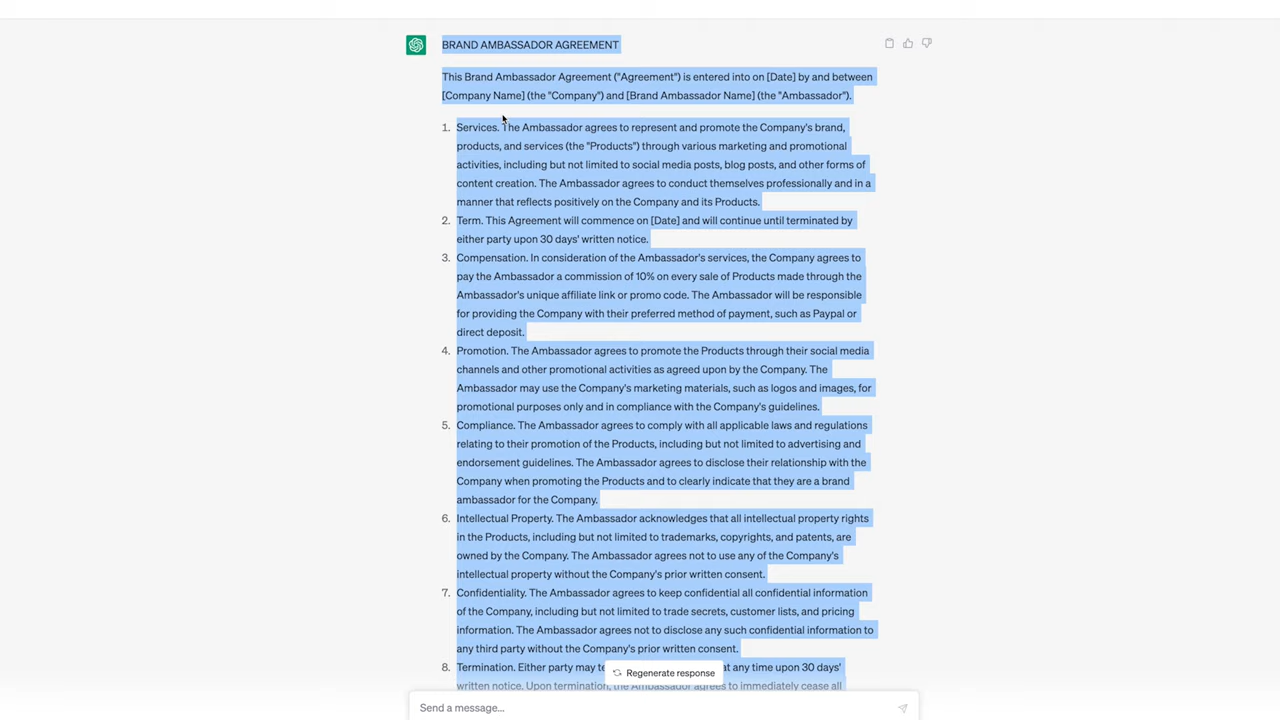 BRAND AMBASSADOR AGREEMENT
This Brand Ambassador Agreement ("Agreement") is entered into on [Date] by and between
[Company Name] (the "Company") and [Brand Ambassador Name] (the "Ambassador").
1. Services. The Ambassador agrees to represent and promote the Company's brand,
products, and services (the "Products") through various marketing and promotional
activities, including but not limited to social media posts, blog posts, and other forms of
content creation. The Ambassador agrees to conduct themselves professionally and in a
manner that reflects positively on the Company and its Products.
2. Term. This Agreement will commence on [Date] and will continue until terminated by
either party upon 30 days' written notice.
3. Compensation. In consideration of the Ambassador's services, the Company agrees to
pay the Ambassador a commission of 10% on every sale of Products made through the
Ambassador's unique affiliate link or promo code. The Ambassador will be responsible
for providing the Company with their preferred method of payment, such as Paypal or
direct deposit.
4. Promotion. The Ambassador agrees to promote the Products through their social media
channels and other promotional activities as agreed upon by the Company. The
Ambassador may use the Company's marketing materials, such as logos and images, for
promotional purposes only and in compliance with the Company's guidelines.
5. Compliance. The Ambassador agrees to comply with all applicable laws and regulations
relating to their promotion of the Products, including but not limited to advertising and
endorsement guidelines. The Ambassador agrees to disclose their relationship with the
Company when promoting the Products and to clearly indicate that they are a brand
ambassador for the Company.
6. Intellectual Property. The Ambassador acknowledges that all intellectual property rights
in the Products, including but not limited to trademarks, copyrights, and patents, are
owned by the Company. The Ambassador agrees not to use any of the Company's
intellectual property without the Company's prior written consent.
7. Confidentiality. The Ambassador agrees to keep confidential all confidential information
of the Company, including but not limited to trade secrets, customer lists, and pricing
information. The Ambassador agrees not to disclose any such confidential information to
any third party without the Company's prior written consent.
8. Termination. Either party may te at any time upon 30 days'
Regenerate response
written notice. Upon termination, the Ambassador agrees to immediately cease all
Send a message...